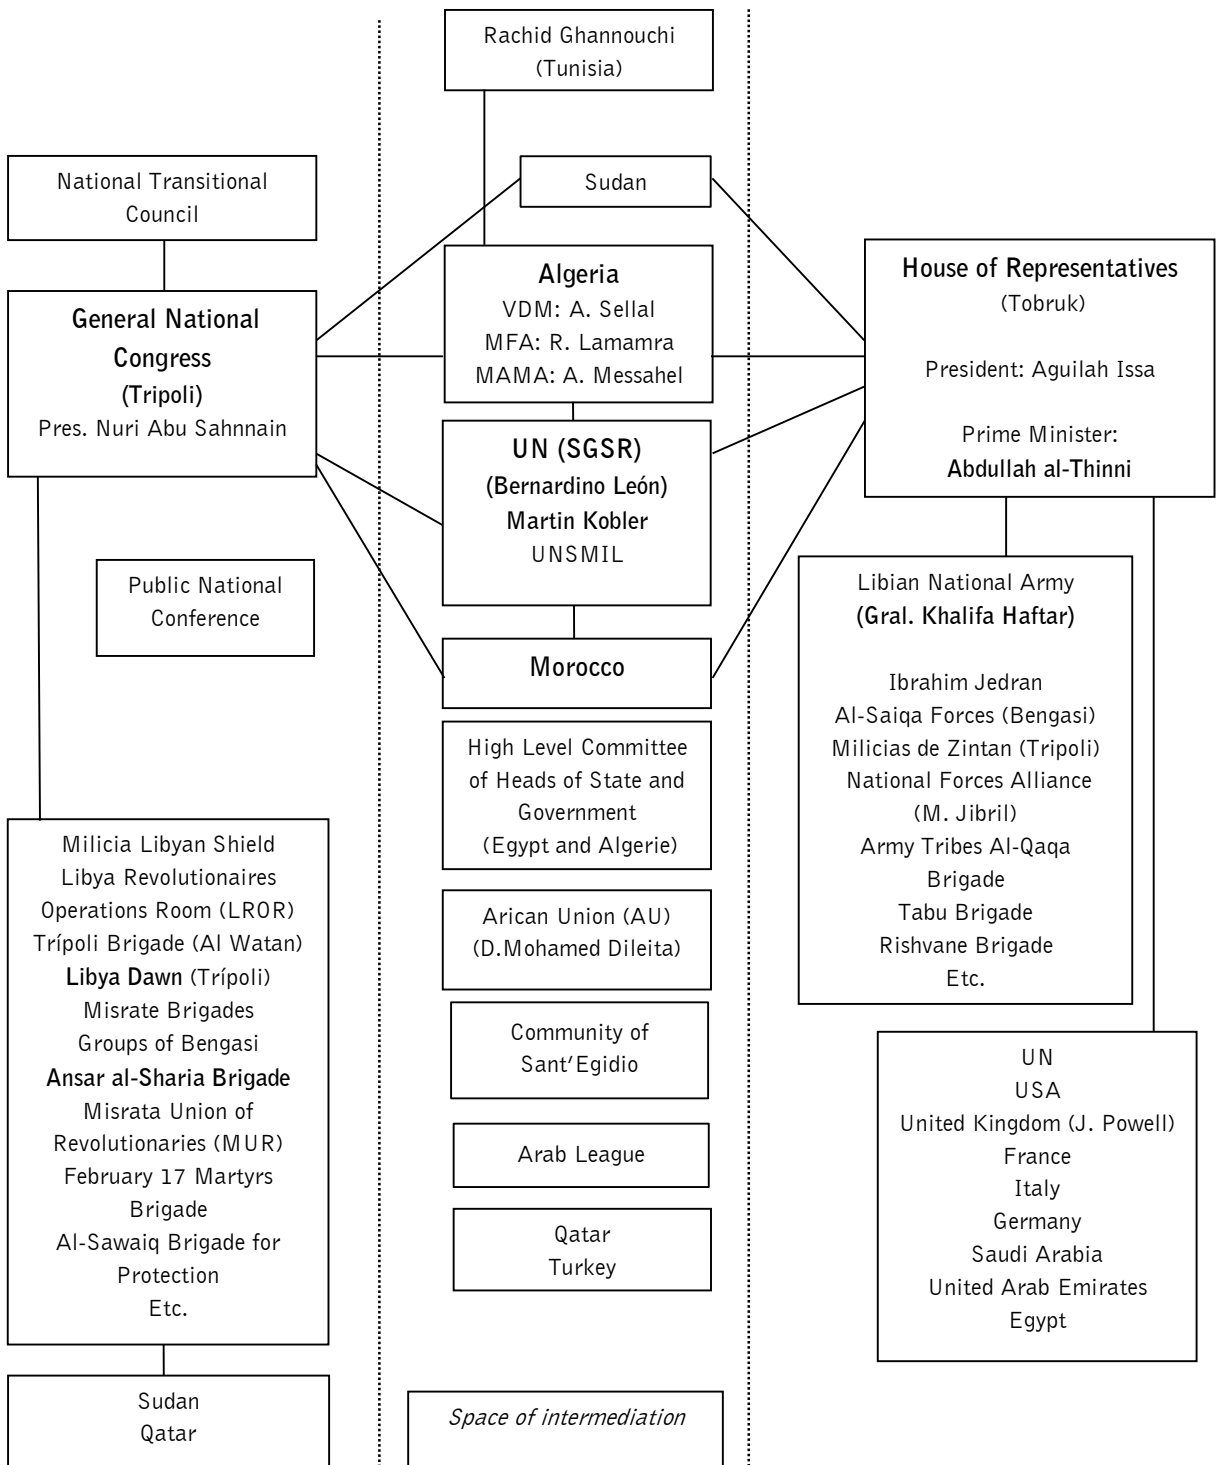 Rachid Ghannouchi
(Tunisia)
National Transitional
Council
Sudan
General National
Congress
(Tripoli)
Pres. Nuri Abu Sahnnain
Algeria
VDM: A. Sellal
MFA: R. Lamamra
MAMA: A. Messahel
House of Representatives
(Tobruk)
President: Aguilah Issa
Prime Minister:
Abdullah al-Thinni
UN (SGSR)
(Bernardino León)
Martin Kobler
UNSMIL
Public National
Conference
Morocco
Libian National Army
(Gral. Khalifa Haftar)
Ibrahim Jedran
Al-Saiqa Forces (Bengasi)
Milicias de Zintan (Tripoli)
National Forces Alliance
(M. Jibril)
Army Tribes Al-Qaqa
Brigade
Tabu Brigade
Rishvane Brigade
Etc.
High Level Committee
of Heads of State and
Government
(Egypt and Algerie)
Milicia Libyan Shield
Libya Revolutionaires
Operations Room (LROR)
Trípoli Brigade (Al Watan)
Libya Dawn (Trípoli)
Misrate Brigades
Groups of Bengasi
Ansar al-Sharia Brigade
Misrata Union of
Revolutionaries (MUR)
February 17 Martyrs
Brigade
Al-Sawaiq Brigade for
Protection
Etc.
Arican Union (AU)
(D.Mohamed Dileita)
Community of
Sant’Egidio
Arab League
Qatar
Turkey
UN
USA
United Kingdom (J. Powell)
France
Italy
Germany
Saudi Arabia
United Arab Emirates
Egypt
Sudan
Qatar
Space of intermediation